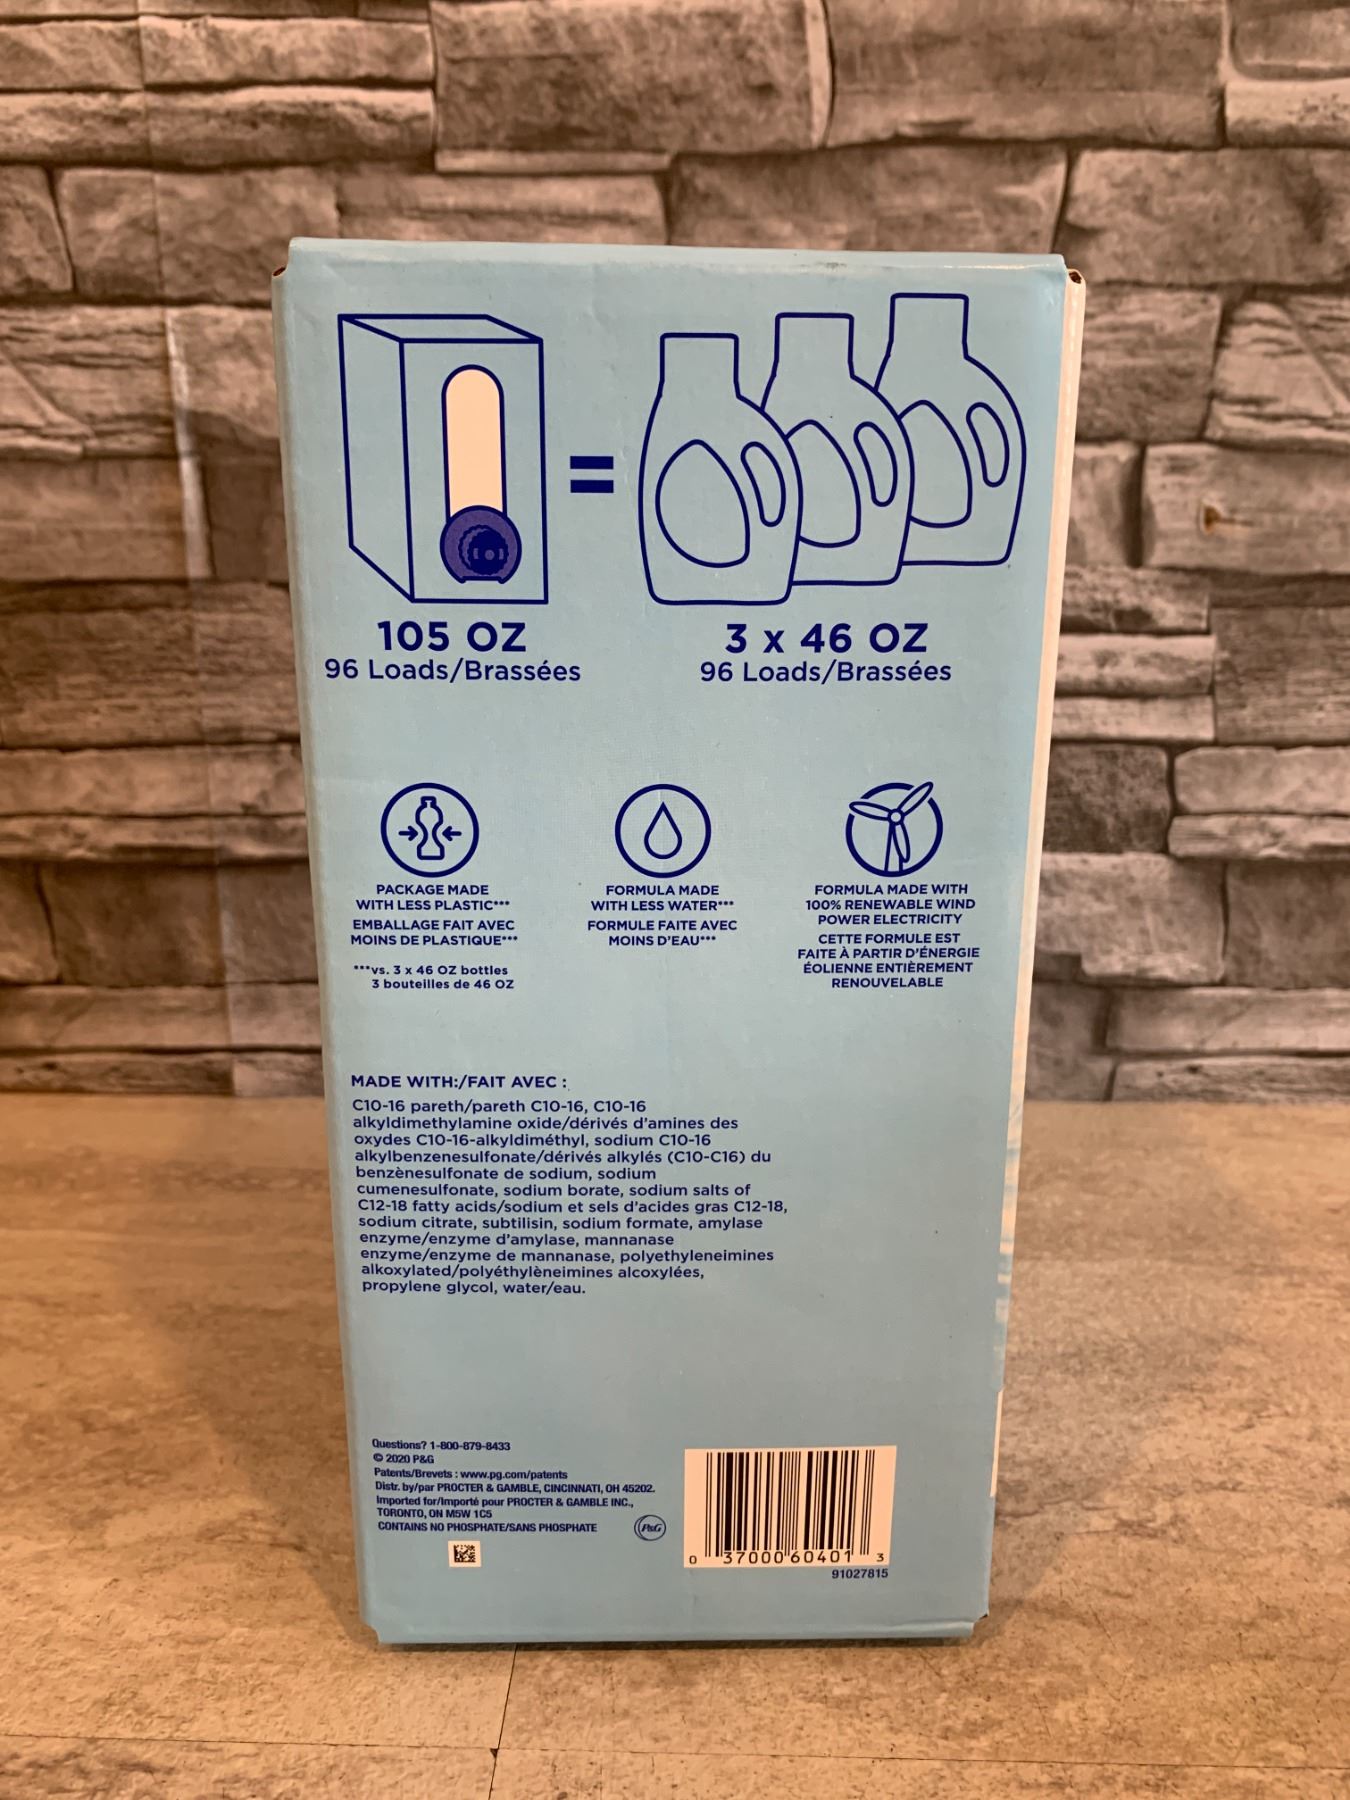 105 OZ
96 Loads/Brassées
3 x 46 OZ
96 Loads/Brassées
PACKAGE MADE
WITH LESS PLASTIC***
EMBALLAGE FAIT AVEC
MOINS DE PLASTIQUE***
***vs. 3 x 46 OZ bottles
3 bouteilles de 46 OZ
FORMULA MADE
WITH LESS WATER***
FORMULE FAITE AVEC
MOINS D'EAU***
FORMULA MADE WITH
100% RENEWABLE WIND
POWER ELECTRICITY
CETTE FORMULE EST
FAITE À PARTIR D'ÉNERGIE
ÉOLIENNE ENTIÈREMENT
RENOUVELABLE
MADE WITH:/FAIT AVEC :
C10-16 pareth/pareth C10-16, C10-16
alkyldimethylamine oxide/dérivés d'amines des
oxydes C10-16-alkyldiméthyl, sodium C10-16
alkylbenzenesulfonate/dérivés alkylés (C10-C16) du
benzènesulfonate de sodium, sodium
cumenesulfonate, sodium borate, sodium salts of
C12-18 fatty acids/sodium et sels d'acides gras C12-18,
sodium citrate, subtilisin, sodium formate, amylase
enzyme/enzyme d'amylase, mannanase
enzyme/enzyme de mannanase, polyethyleneimines
alkoxylated/polyéthylèneimines alcoxylées,
propylene glycol, water/eau.
Questions? 1-800-879-8433
© 2020 P&G
Patents/Brevets : www.pg.com/patents
Distr. by/par PROCTER & GAMBLE, CINCINNATI, OH 45202.
Imported for/Importé pour PROCTER & GAMBLE INC.,
TORONTO, ON M5W 1C5
CONTAINS NO PHOSPHATE/SANS PHOSPHATE
P&G
0 37000 60401 3
91027815